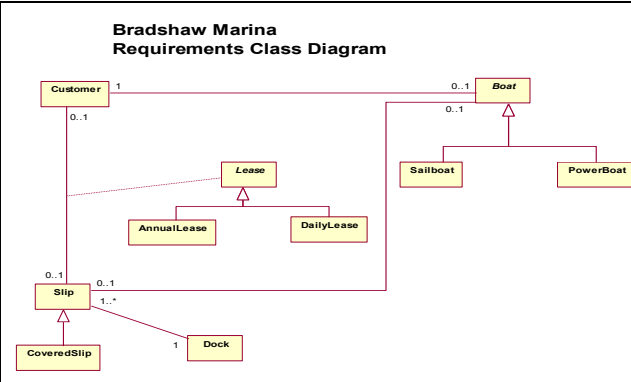 Bradshaw Marina
Requirements Class Diagram
Customer
1
0..1
Boat
0..1
0..1
Sailboat
PowerBoat
Lease
AnnualLease
DailyLease
0..1
0..1
Slip
1..*
1
Dock
CoveredSlip